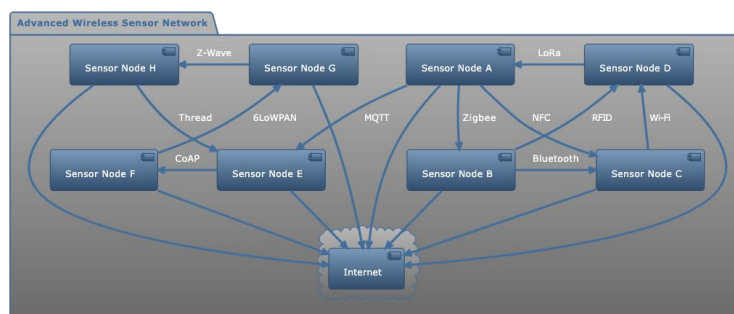 Advanced Wireless Sensor Network
Z-Wave
LoRa
Sensor Node H
Sensor Node G
Sensor Node A
Sensor Node D
Thread
6LoWPAN
MQTT
Zigbee
NFC
RFID
Wi-Fi
CoAP
Bluetooth
Sensor Node F
Sensor Node E
Sensor Node B
Sensor Node C
Internet